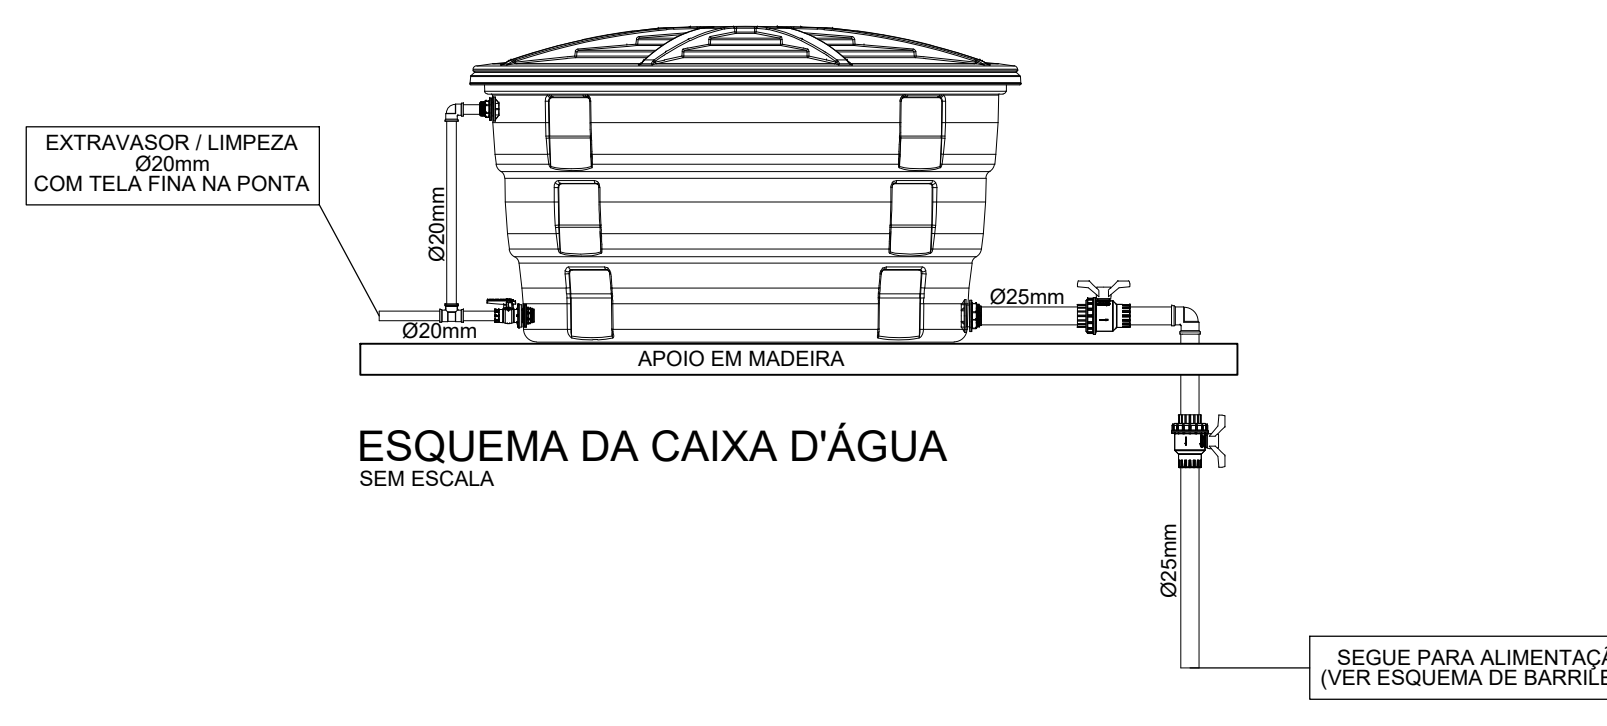 EXTRAVASOR / LIMPEZA
Ø20mm
COM TELA FINA NA PONTA
Ø20mm
Ø20mm
Ø25mm
APOIO EM MADEIRA
ESQUEMA DA CAIXA D'ÁGUA
SEM ESCALA
Ø25mm
SEGUE PARA
(VER ESQUEMA DE